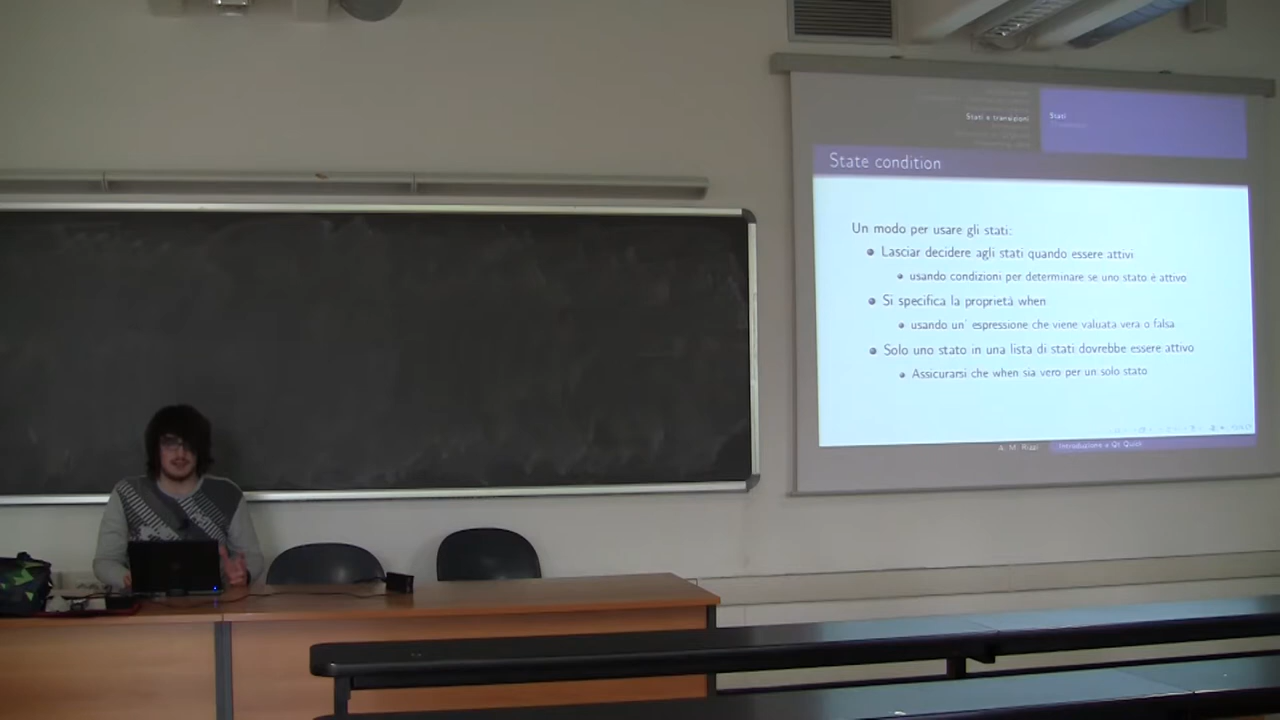 Stati e transizioni
Stati
State condition
Un modo per usare gli stati:
Lasciar decidere agli stati quando essere attivi
usando condizioni per determinare se uno stato è attivo
Si specifica la proprietà when
usando un' espressione che viene valutata vera o falsa
Solo uno stato in una lista di stati dovrebbe essere attivo
Assicurarsi che when sia vero per un solo stato
A. M. Rizzi
Introduzione a Qt Quick